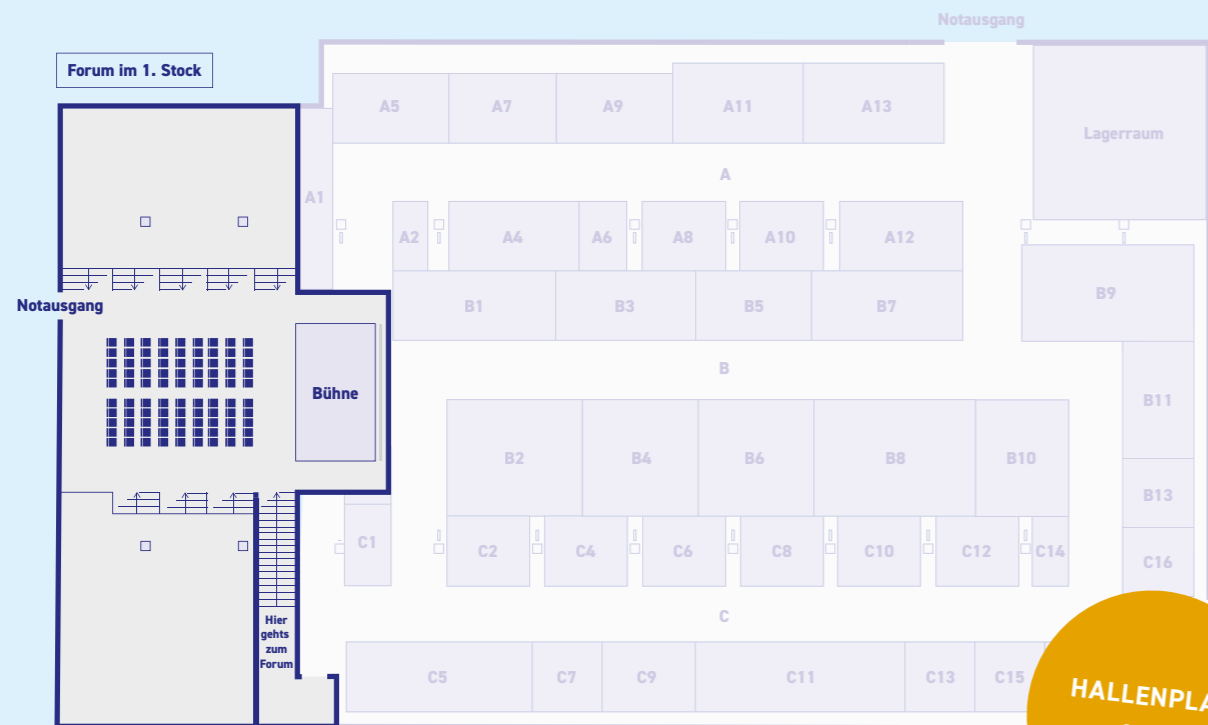 Notausgang
Forum im 1. Stock
A5
A7
A9
A11
A13
Lagerraum
A
A1
A2
A4
A6
A8
A10
A12
B9
Notausgang
B1
B3
B5
B7
B
Bühne
B11
B2
B4
B6
B8
B10
B13
C1
C2
C4
C6
C8
C10
C12
C14
C16
C
Hier
gehts
zum
Forum
C5
C7
C9
C11
C13
C15
HALLENPLA